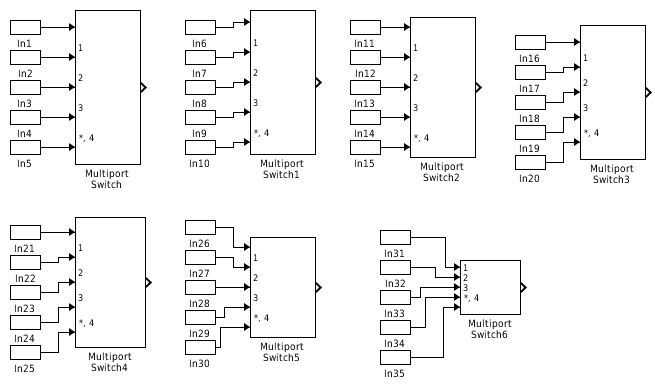 In1
In2
In3
In4
In5
1
2
3
*, 4
Multiport
Switch
In6
In7
In8
In9
In10
1
2
3
*, 4
Multiport
Switch1
In11
In12
In13
In14
In15
1
2
3
*, 4
Multiport
Switch2
In16
In17
In18
In19
In20
1
2
3
*, 4
Multiport
Switch3
In21
In22
In23
In24
In25
1
2
3
*, 4
Multiport
Switch4
In26
In27
In28
In29
In30
1
2
3
*, 4
Multiport
Switch5
In31
In32
In33
In34
In35
1
2
3
*, 4
Multiport
Switch6